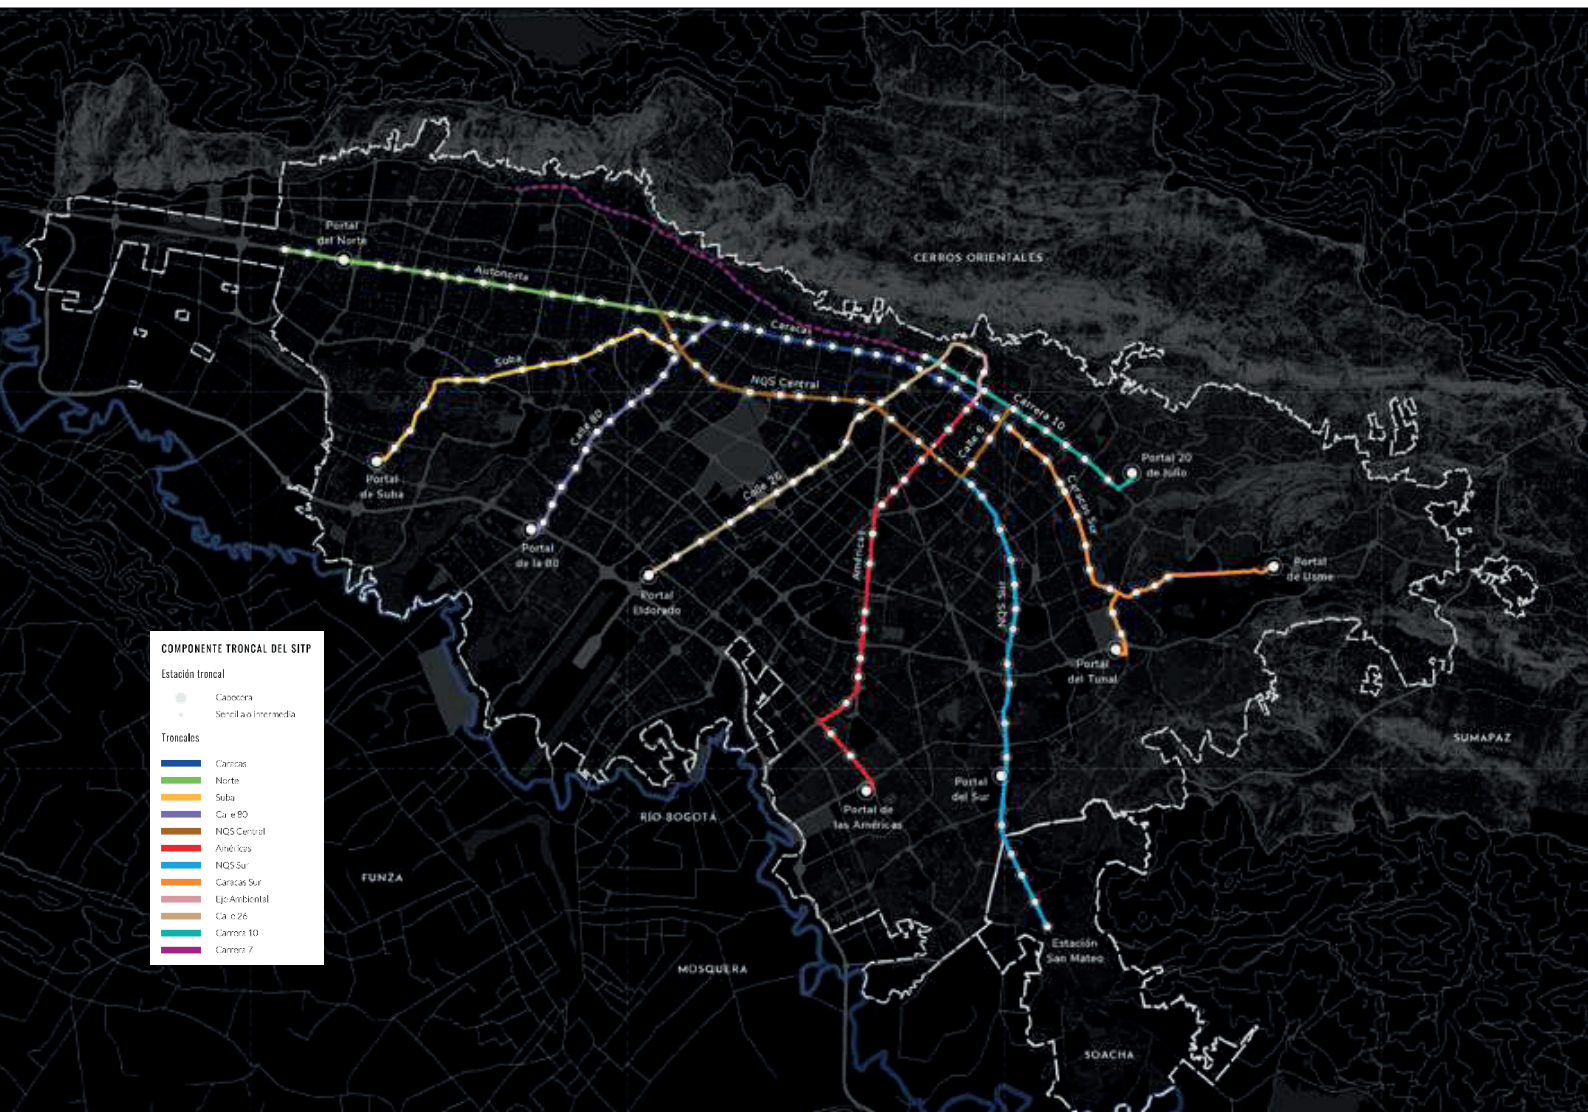 Portal
del Norte
Autonorte
CERROS ORIENTALES
Caracas
Suba
NQS Central
Calle 80
Carrera 10
Calle 6
Portal
de Suba
Portal 20
de Julio
Calle 26
Caracas Sur
Portal
de la 80
Américas
Portal
de Usme
Portal
Eldorado
NQS Sur
Portal
del Tunal
COMPONENTE TRONCAL DEL SITP
Estación troncal
Cabecera
Sencilla o intermedia
Troncales
Caracas
Norte
Suba
Calle 80
NQS Central
Américas
NQS Sur
Caracas Sur
Eje Ambiental
Calle 26
Carrera 10
Carrera 7
SUMAPAZ
Portal
del Sur
Portal de
las Américas
RÍO BOGOTÁ
FUNZA
Estación
San Mateo
MOSQUERA
SOACHA